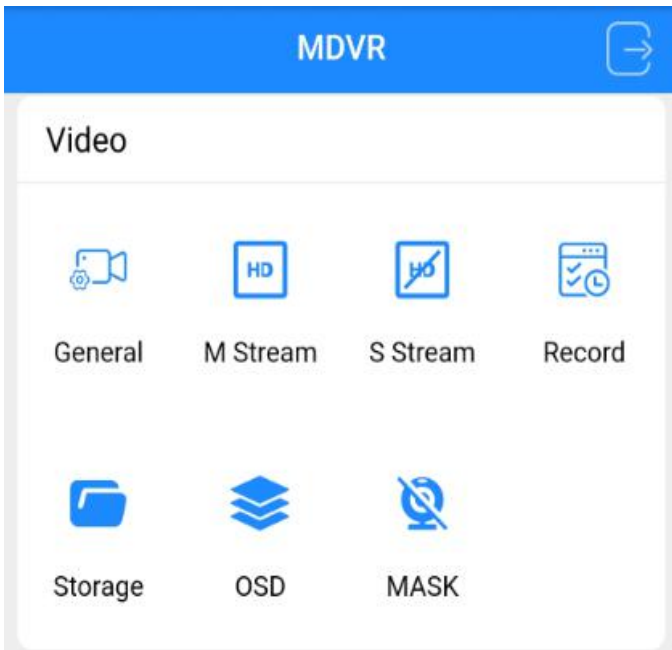 MDVR
Video
HD
HD
General M Stream S Stream Record
Storage OSD MASK